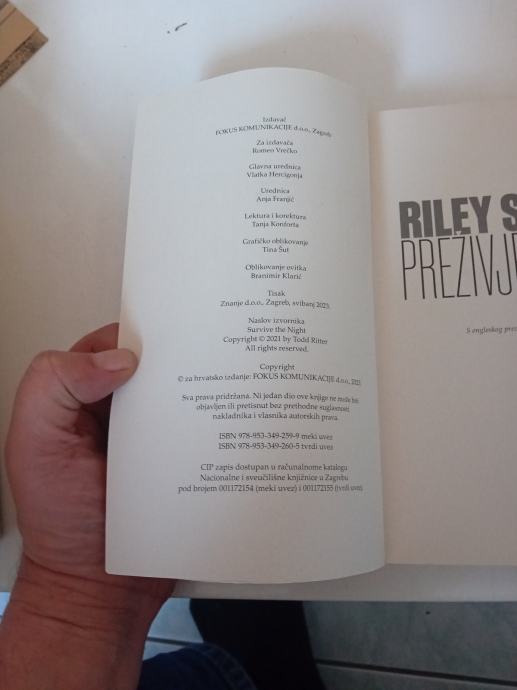 Izdavač
FOKUS KOMUNIKACIJE d.o.o., Zagreb
Za izdavača
Romeo Vrečko
Glavna urednica
Vlatka Hercigonja
Urednica
Anja Franjić
Lektura i korektura
Tanja Konforta
Grafičko oblikovanje
Tina Šut
Oblikovanje ovitka
Branimir Klarić
Tisak
Znanje d.o.o., Zagreb, svibanj 2023.
Naslov izvornika
Survive the Night
Copyright © 2021 by Todd Ritter
All rights reserved.
Copyright
© za hrvatsko izdanje: FOKUS KOMUNIKACIJE d.o.o., 2023.
Sva prava pridržana. Ni jedan dio ove knjige ne može biti
objavljen ili pretisnut bez prethodne suglasnosti
nakladnika i vlasnika autorskih prava.
ISBN 978-953-349-259-9 meki uvez
ISBN 978-953-349-260-5 tvrdi uvez
CIP zapis dostupan u računalnome katalogu
Nacionalne i sveučilišne knjižnice u Zagrebu
pod brojem 001172154 (meki uvez) i 001172155 (tvrdi uvez)
RILEY S
PREŽIVJ
S engleskog